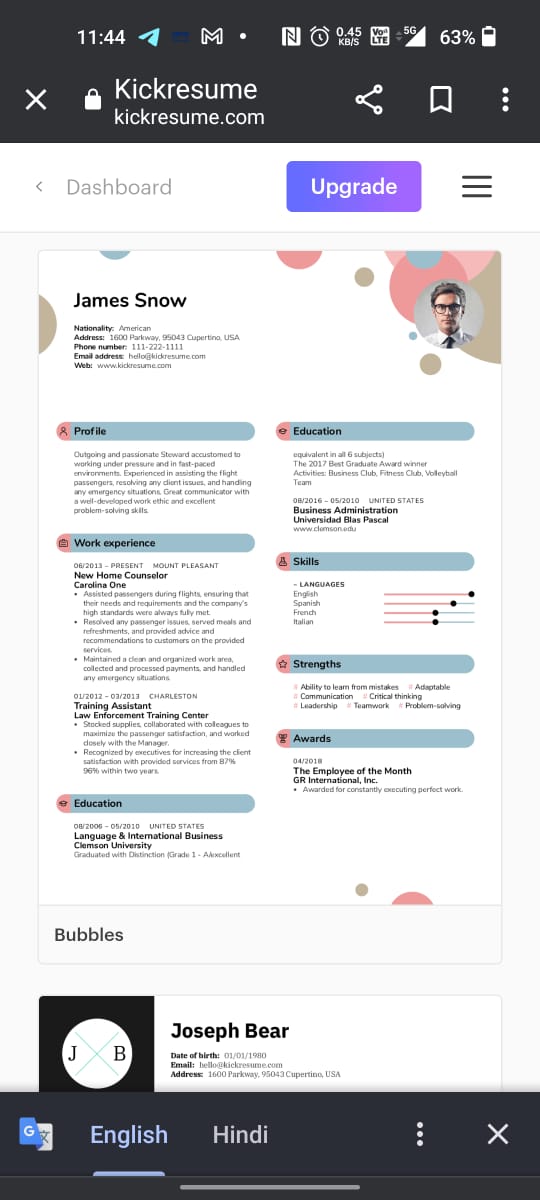 11:44
0.45 KB/S
Vo LTE
5G
63%
Kickresume
kickresume.com
Dashboard
Upgrade
James Snow
Nationality: American
Address: 1600 Parkway, 95043 Cupertino, USA
Phone number: 111-222-1111
Email address: hello@kickresume.com
Web: www.kickresume.com
Profile
Outgoing and passionate Steward accustomed to
working under pressure and in fast-paced
environments. Experienced in assisting the flight
passengers, resolving any client issues, and handling
any emergency situations. Great communicator with
a well-developed work ethic and excellent
problem-solving skills.
Work experience
06/2013 – PRESENT MOUNT PLEASANT
New Home Counselor
Carolina One
• Assisted passengers during flights, ensuring that
their needs and requirements and the company's
high standards were always fully met.
• Resolved any passenger issues, served meals and
refreshments, and provided advice and
recommendations to customers on the provided
services.
• Maintained a clean and organized work area,
collected and processed payments, and handled
any emergency situations.
01/2012 – 03/2013 CHARLESTON
Training Assistant
Law Enforcement Training Center
• Stocked supplies, collaborated with colleagues to
maximize the passenger satisfaction, and worked
closely with the Manager.
• Recognized by executives for increasing the client
satisfaction with provided services from 87%
96% within two years.
Education
08/2006 – 05/2010 UNITED STATES
Language & International Business
Clemson University
Graduated with Distinction (Grade 1 - A/excellent
Education
equivalent in all 6 subjects)
The 2017 Best Graduate Award winner
Activities: Business Club, Fitness Club, Volleyball
Team
08/2016 – 05/2010 UNITED STATES
Business Administration
Universidad Blas Pascal
www.clemson.edu
Skills
– LANGUAGES
English
Spanish
French
Italian
Strengths
# Ability to learn from mistakes # Adaptable
# Communication # Critical thinking
# Leadership # Teamwork # Problem-solving
Awards
04/2018
The Employee of the Month
GR International, Inc.
• Awarded for constantly executing perfect work.
Bubbles
J B
Joseph Bear
Date of birth: 01/01/1980
Email: hello@kickresume.com
Address: 1600 Parkway, 95043 Cupertino, USA
G 文
English Hindi